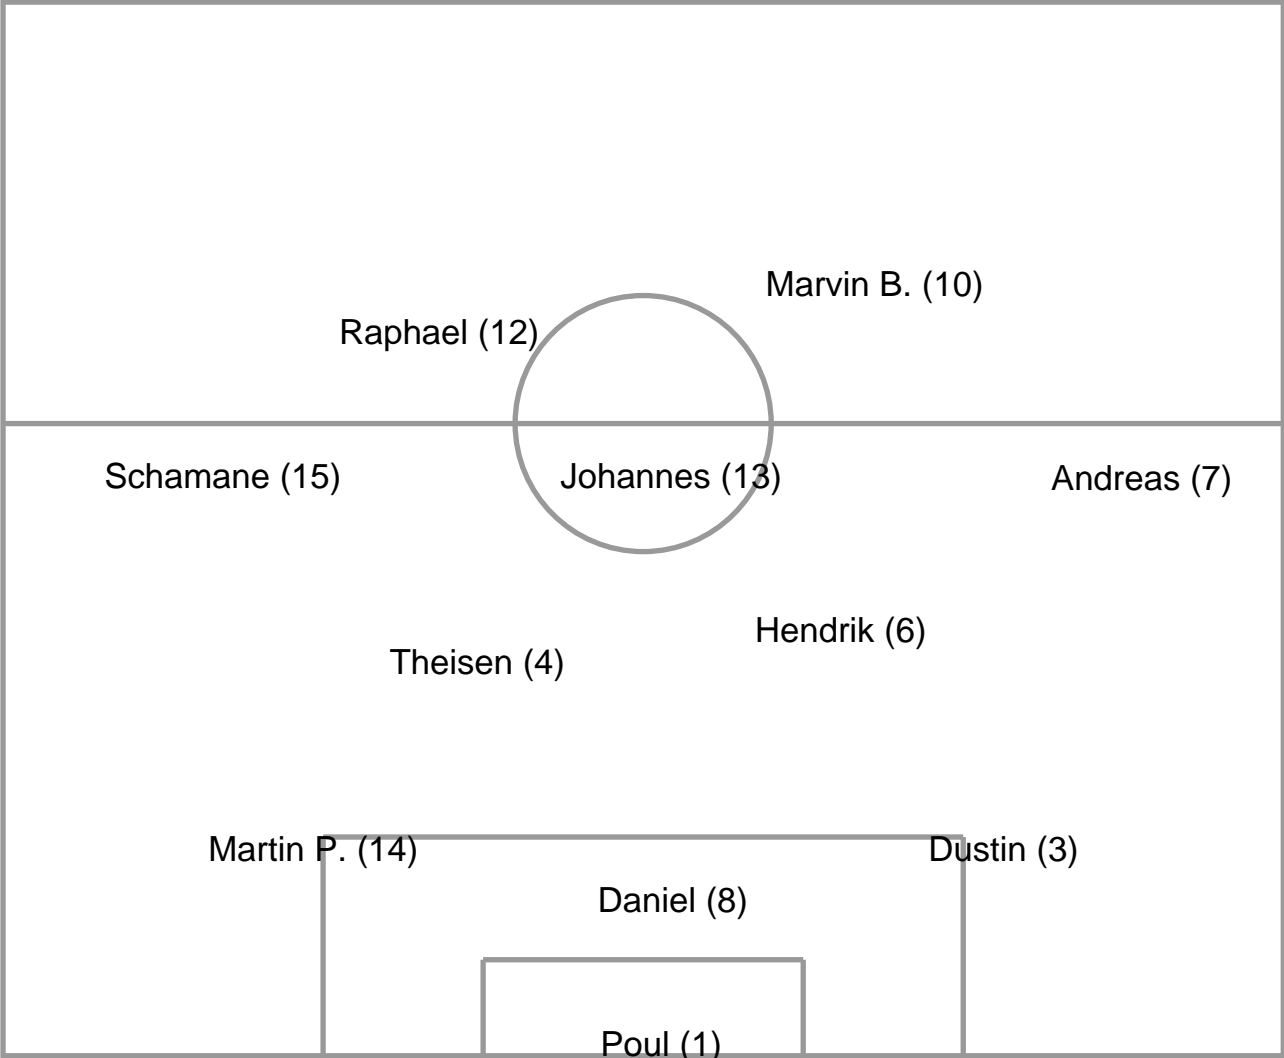 Marvin B. (10)
Raphael (12)
Schamane (15)
Johannes (13)
Andreas (7)
Hendrik (6)
Theisen (4)
Martin P. (14)
Dustin (3)
Daniel (8)
Poul (1)